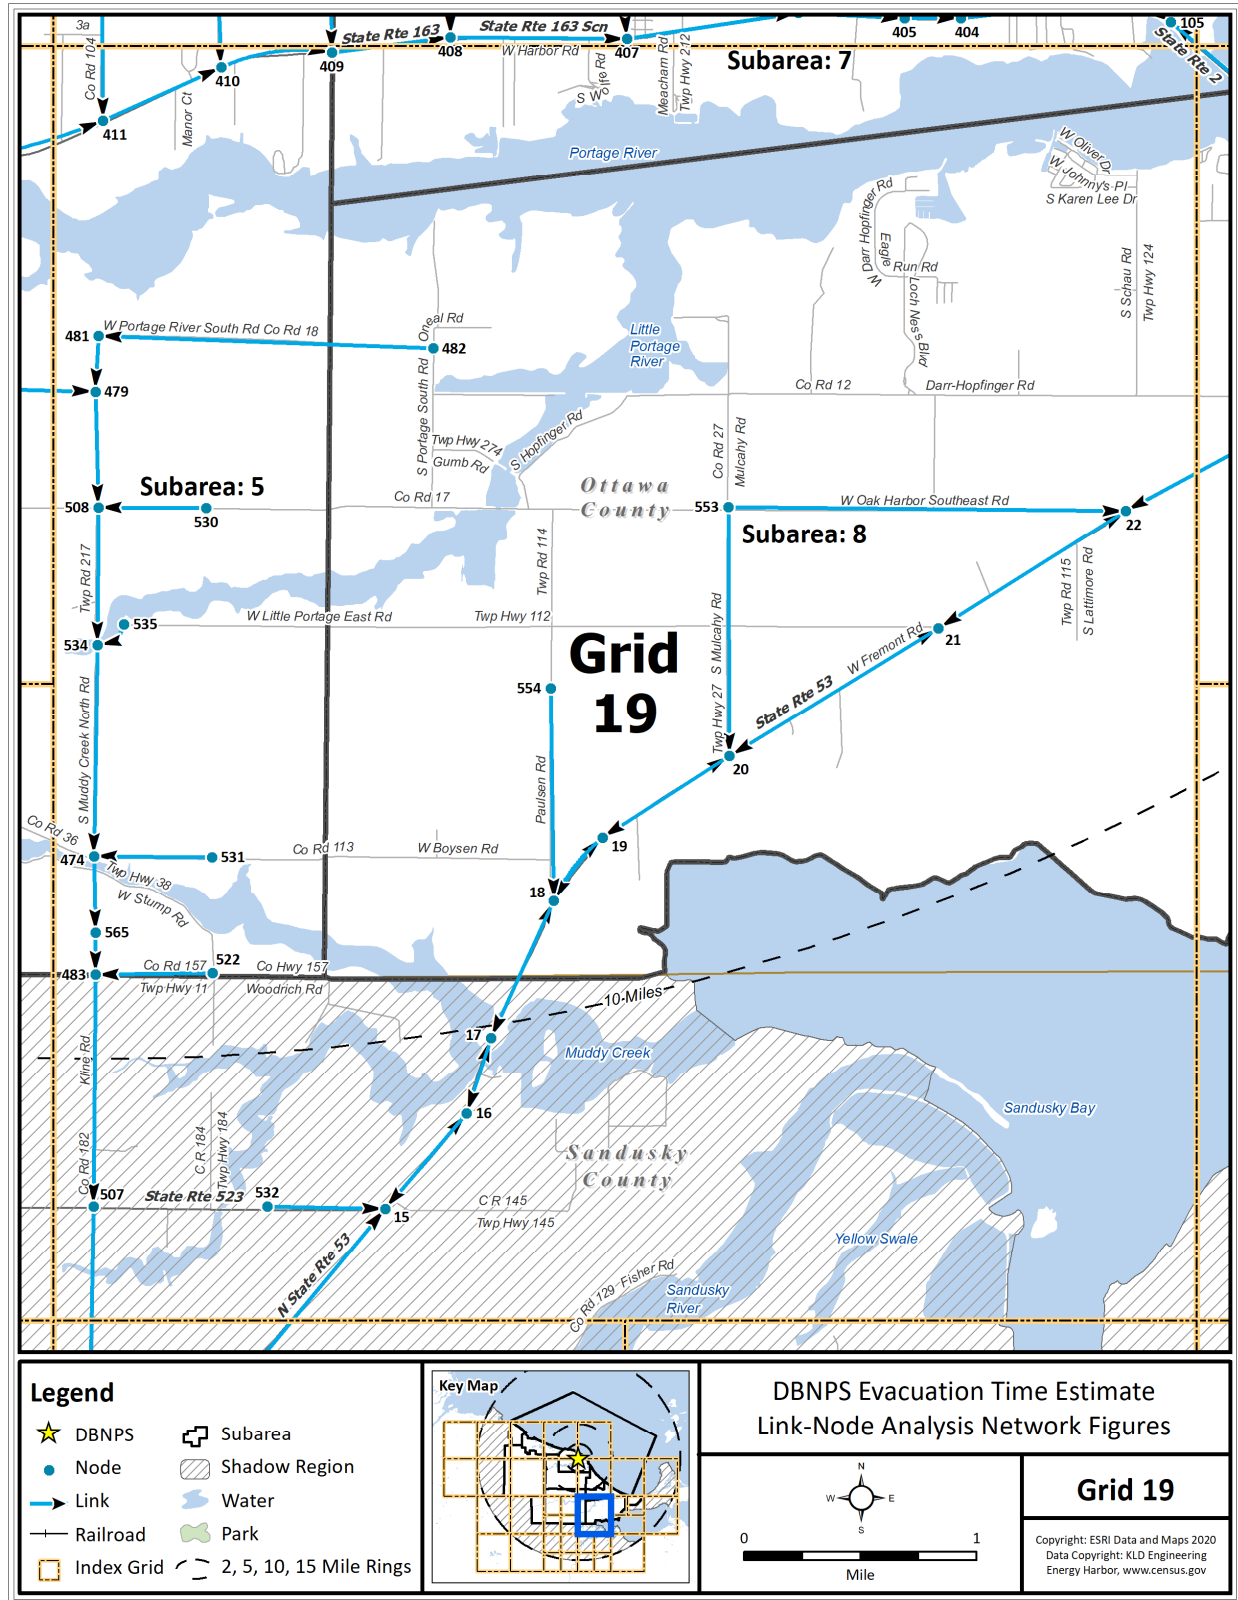 3a
Co Rd 104
State Rte 163
State Rte 163 Scn
W Harbor Rd
408
407
405
404
105
State Rte 2
409
410
411
Manor Ct
S Wolfe Rd
Meacham Rd
Twp Hwy 212
Subarea: 7
Portage River
W Oliver Dr
W Johnny's Pl
S Karen Lee Dr
W Darr Hopfinger Rd
Eagle
Run Rd
Loch Ness Blvd
S Schau Rd
Twp Hwy 124
481
W Portage River South Rd Co Rd 18
Oneal Rd
482
Little
Portage
River
479
S Portage South Rd
Co Rd 12
Darr-Hopfinger Rd
Twp Hwy 274
Gumb Rd
S Hopfinger Rd
Co Rd 27
Mulcahy Rd
Subarea: 5
508
530
Co Rd 17
Ottawa
County
553
W Oak Harbor Southeast Rd
22
Subarea: 8
Twp Rd 217
Twp Rd 114
Twp Rd 115
S Lattimore Rd
535
534
W Little Portage East Rd
Twp Hwy 112
21
W Fremont Rd
Grid
19
S Mulcahy Rd
Twp Hwy 27
State Rte 53
554
20
S Muddy Creek North Rd
Paulsen Rd
Co Rd 36
474
531
Co Rd 113
W Boysen Rd
19
Twp Hwy 38
W Stump Rd
18
565
522
483
Co Rd 157
Co Hwy 157
Twp Hwy 11
Woodrich Rd
10 Miles
17
Kline Rd
Muddy Creek
16
Sandusky Bay
Co Rd 182
C R 184
Twp Hwy 184
Sandusky
County
507
State Rte 523
532
15
C R 145
Twp Hwy 145
N State Rte 53
Yellow Swale
Co Rd 129 Fisher Rd
Sandusky
River
Legend
DBNPS
Node
Link
Railroad
Index Grid
Subarea
Shadow Region
Water
Park
2, 5, 10, 15 Mile Rings
Key Map
DBNPS Evacuation Time Estimate
Link-Node Analysis Network Figures
N
W
E
S
0
1
Mile
Grid 19
Copyright: ESRI Data and Maps 2020
Data Copyright: KLD Engineering
Energy Harbor, www.census.gov